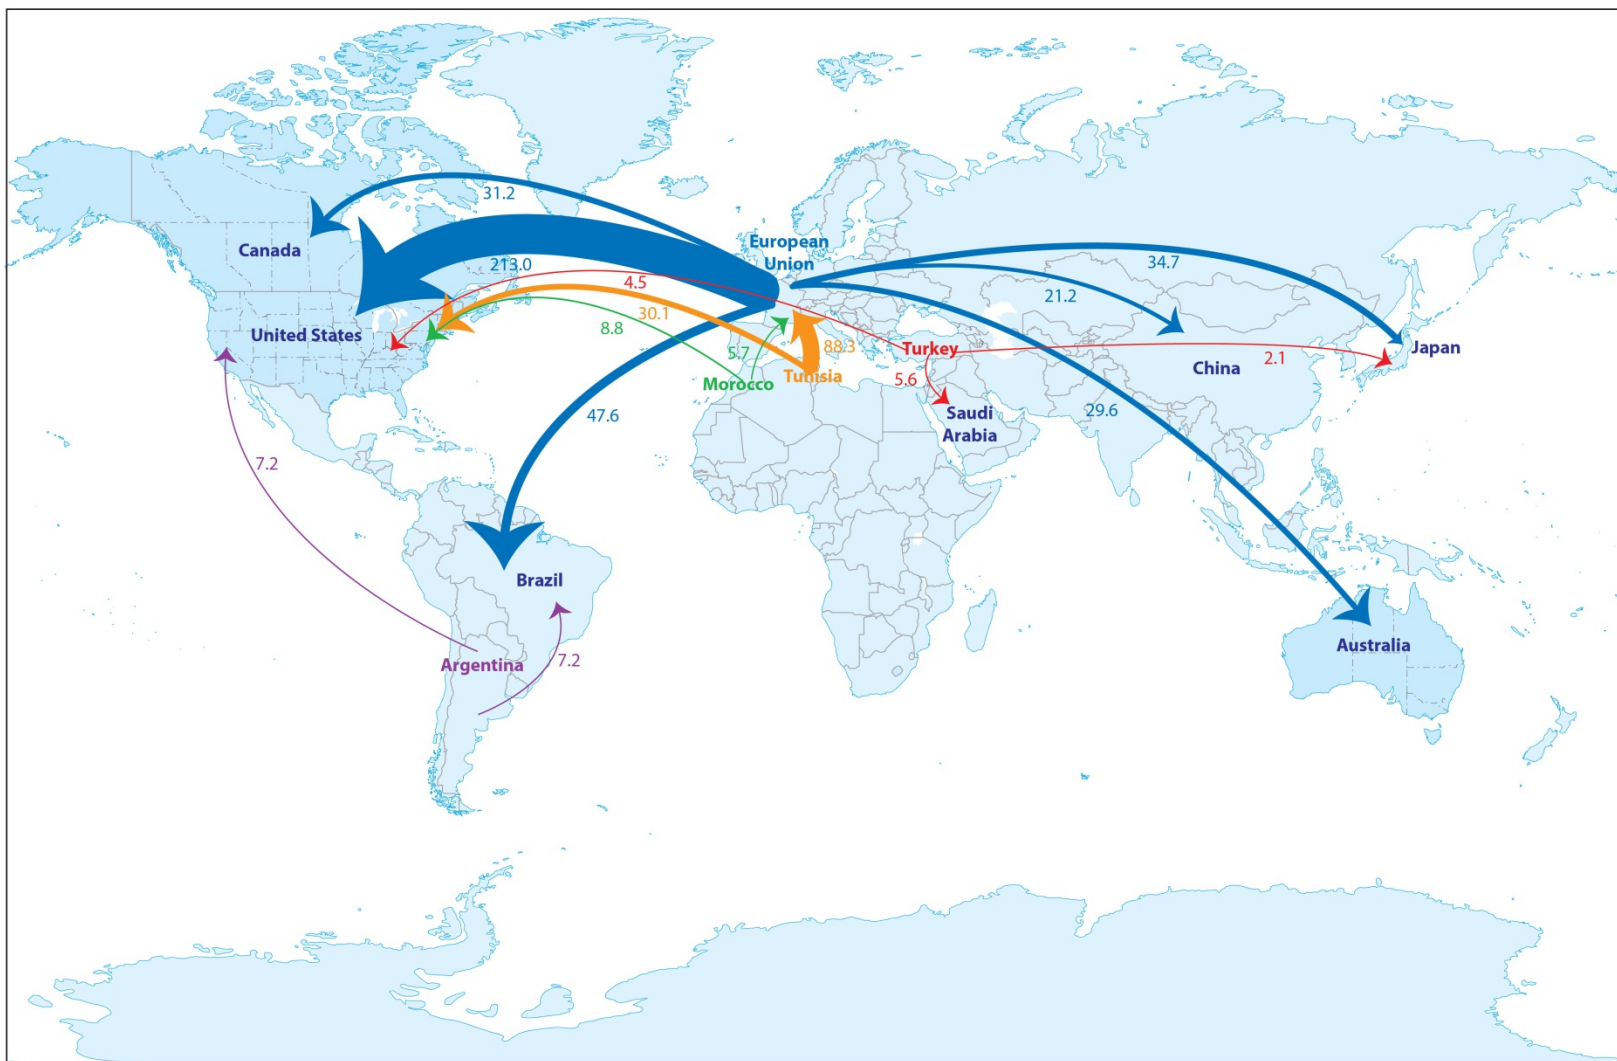 31.2
European
Union
Canada
213.0
34.7
4.5
21.2
30.1
United States
8.8
88.3
Turkey
Japan
5.7
2.1
China
Tunisia
Morocco
5.6
47.6
29.6
Saudi
Arabia
7.2
Brazil
Australia
Argentina
7.2